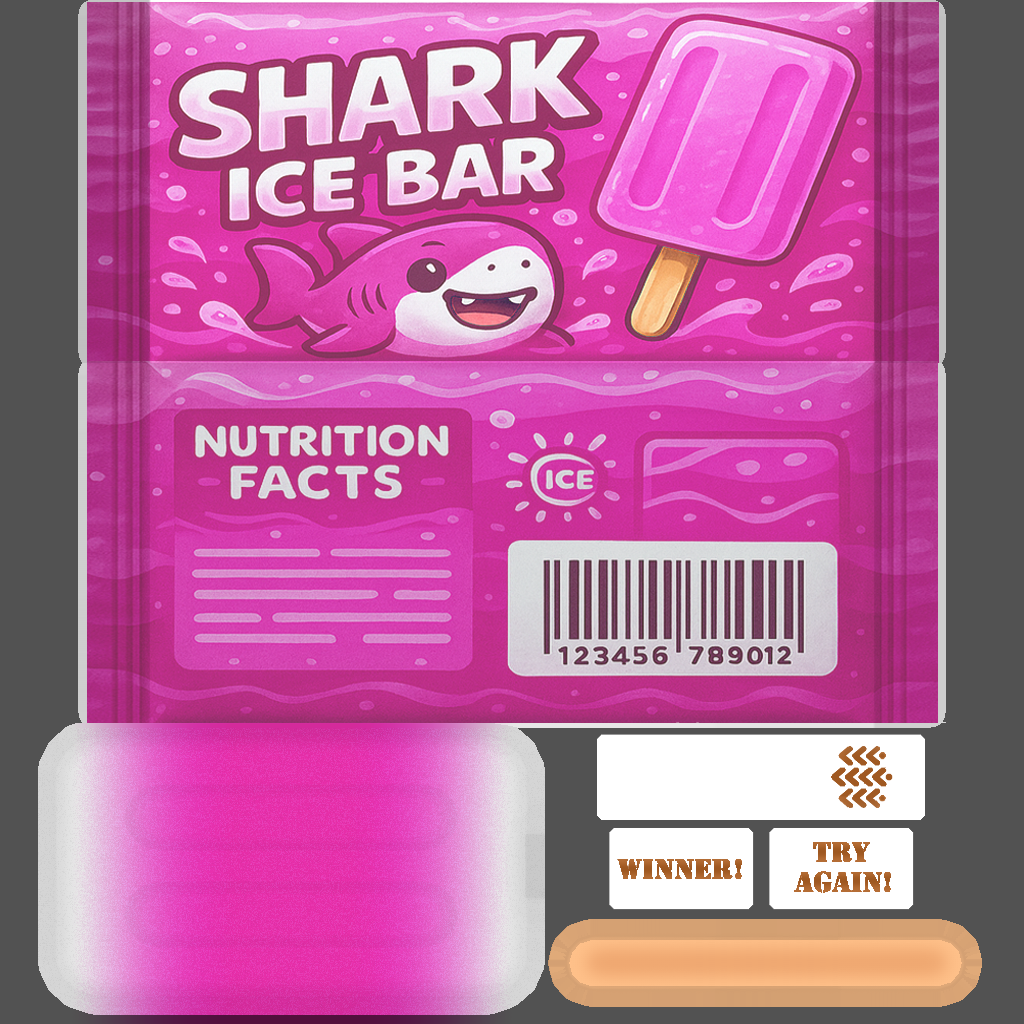 SHARK
ICE BAR
NUTRITION
FACTS
ICE
123456 789012
WINNER!
TRY
AGAIN!